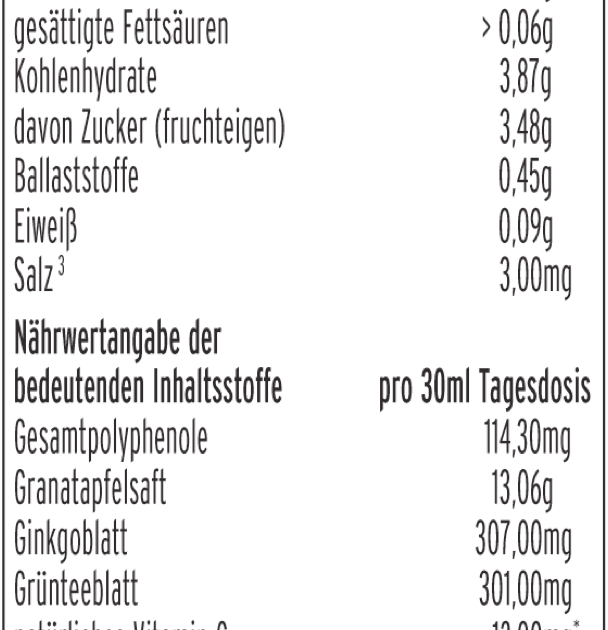 gesättigte Fettsäuren > 0,06g
Kohlenhydrate 3,87g
davon Zucker (fruchteigen) 3,48g
Ballaststoffe 0,45g
Eiweiß 0,09g
Salz ³ 3,00mg
Nährwertangabe der
bedeutenden Inhaltsstoffe pro 30ml Tagesdosis
Gesamtpolyphenole 114,30mg
Granatapfelsaft 13,06g
Ginkgoblatt 307,00mg
Grünteeblatt 301,00mg